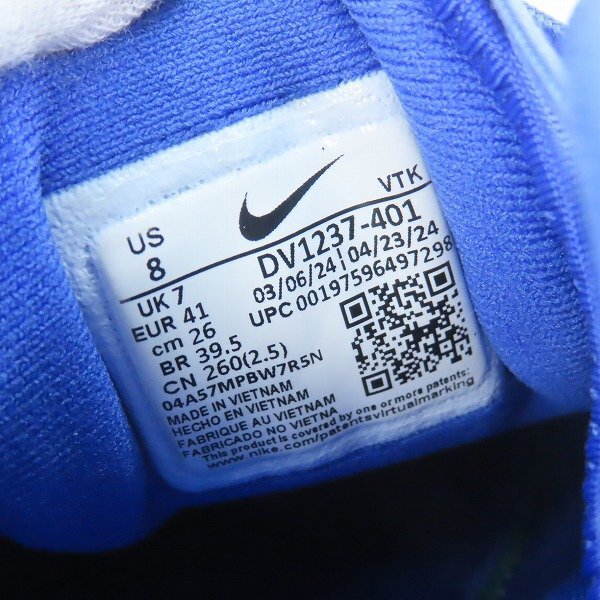 VTK
US
8
DV1237-401
03/06/24 | 04/23/24
UPC 00197596497298
UK 7
EUR 41
cm 26
BR 39.5
CN 260(2.5)
04A57MPBW7R5N
MADE IN VIETNAM
HECHO EN VIETNAM
FABRIQUE AU VIETNAM
FABRICADO NO VIETNAM
This product is covered by one or more patents:
www.nike.com/patentsvirtualmarking